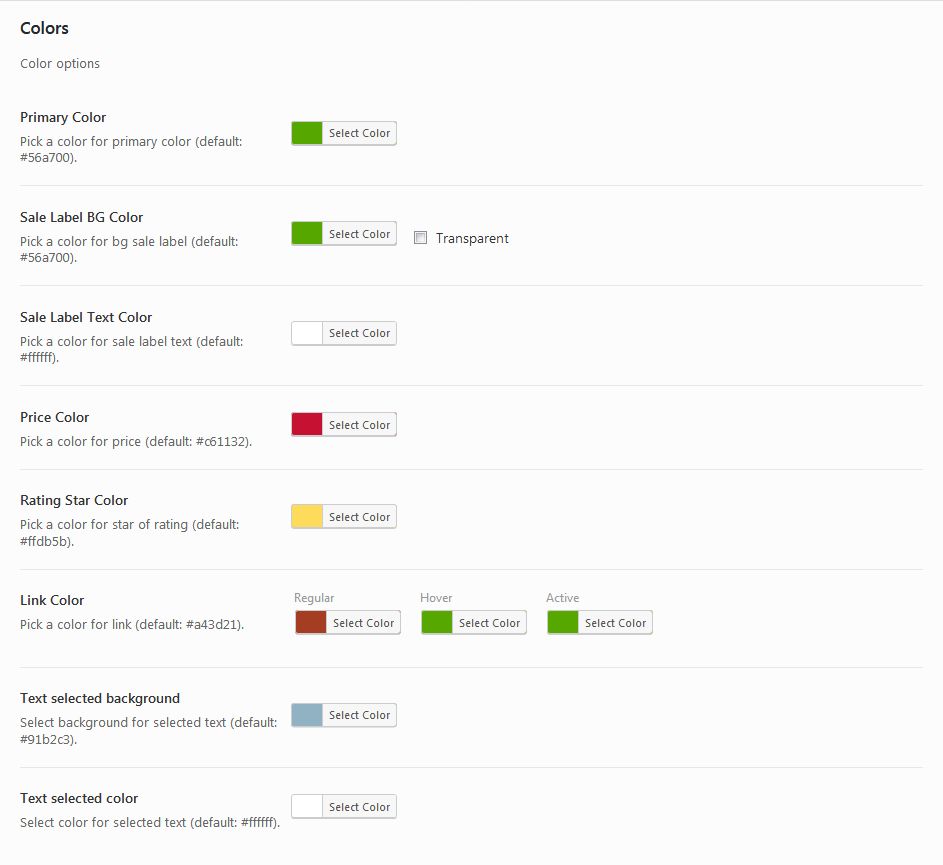 Colors
Color options
Primary Color
Pick a color for primary color (default:
#56a700).
Select Color
Sale Label BG Color
Pick a color for bg sale label (default:
#56a700).
Select Color
Transparent
Sale Label Text Color
Pick a color for sale label text (default:
#ffffff).
Select Color
Price Color
Pick a color for price (default: #c61132).
Select Color
Rating Star Color
Pick a color for star of rating (default:
#ffdb5b).
Select Color
Link Color
Pick a color for link (default: #a43d21).
Regular
Select Color
Hover
Select Color
Active
Select Color
Text selected background
Select background for selected text (default:
#91b2c3).
Select Color
Text selected color
Select color for selected text (default: #ffffff).
Select Color